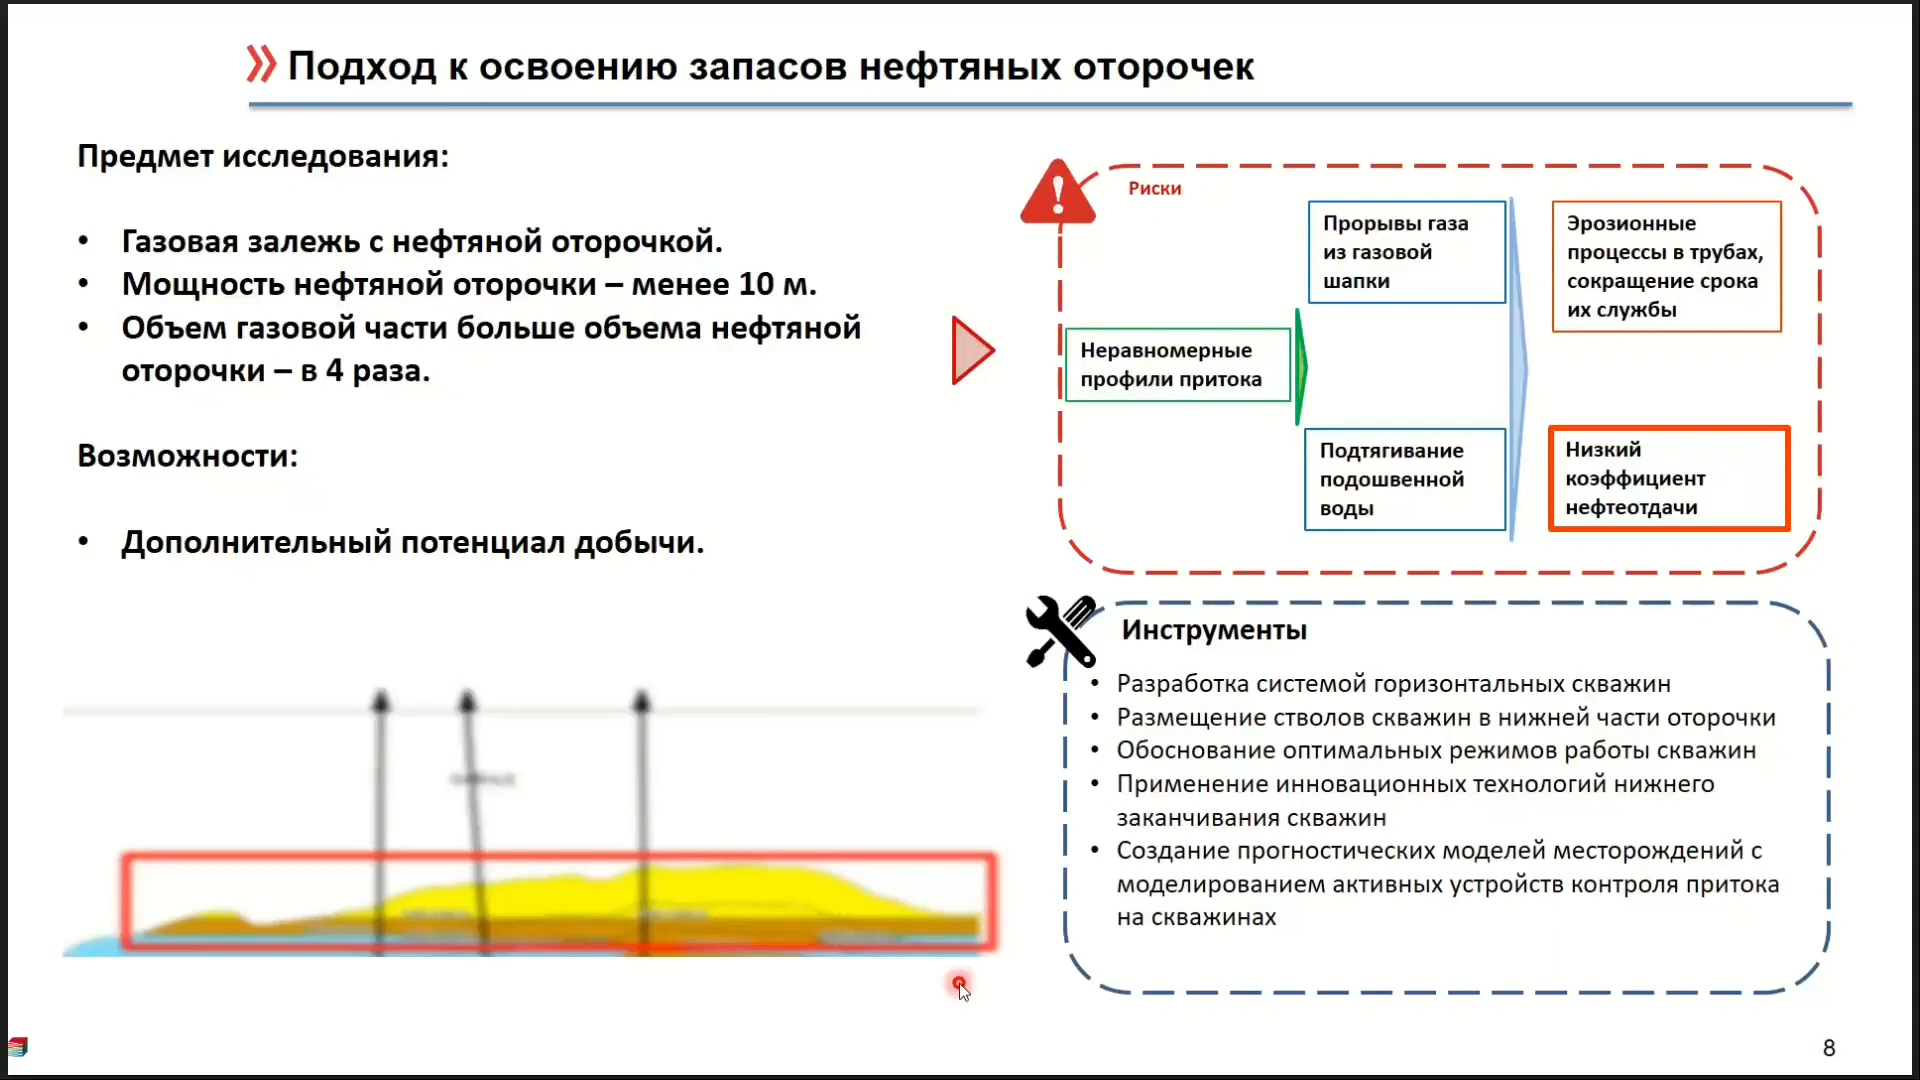 Подход к освоению запасов нефтяных оторочек
Предмет исследования:
• Газовая залежь с нефтяной оторочкой.
• Мощность нефтяной оторочки – менее 10 м.
• Объем газовой части больше объема нефтяной
оторочки – в 4 раза.
Возможности:
• Дополнительный потенциал добычи.
Риски
Неравномерные
профили притока
Прорывы газа
из газовой
шапки
Подтягивание
подошвенной
воды
Эрозионные
процессы в трубах,
сокращение срока
их службы
Низкий
коэффициент
нефтеотдачи
Инструменты
• Разработка системой горизонтальных скважин
• Размещение стволов скважин в нижней части оторочки
• Обоснование оптимальных режимов работы скважин
• Применение инновационных технологий нижнего
заканчивания скважин
• Создание прогностических моделей месторождений с
моделированием активных устройств контроля притока
на скважинах
8